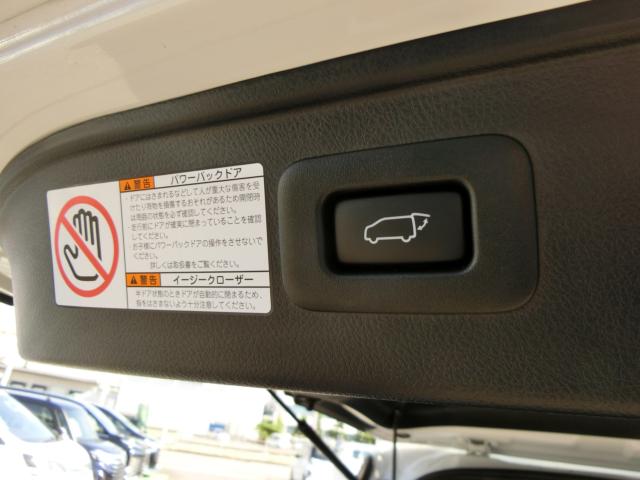 警告 パワーバックドア
・ドアにはさまれるなどして人が重大な傷害を受
けたり荷物を損傷するおそれがあるため開閉時
は周囲の状態を必ず確認してください。
・走行前にドアが確実に閉まっていることを確認
してください。
・お子様にパワーバックドアの操作をさせないで
ください。
詳しくは取扱書をご覧ください。
警告 イージークローザー
半ドア状態のときドアが自動的に閉まるため、
指をはさまないよう十分注意してください。